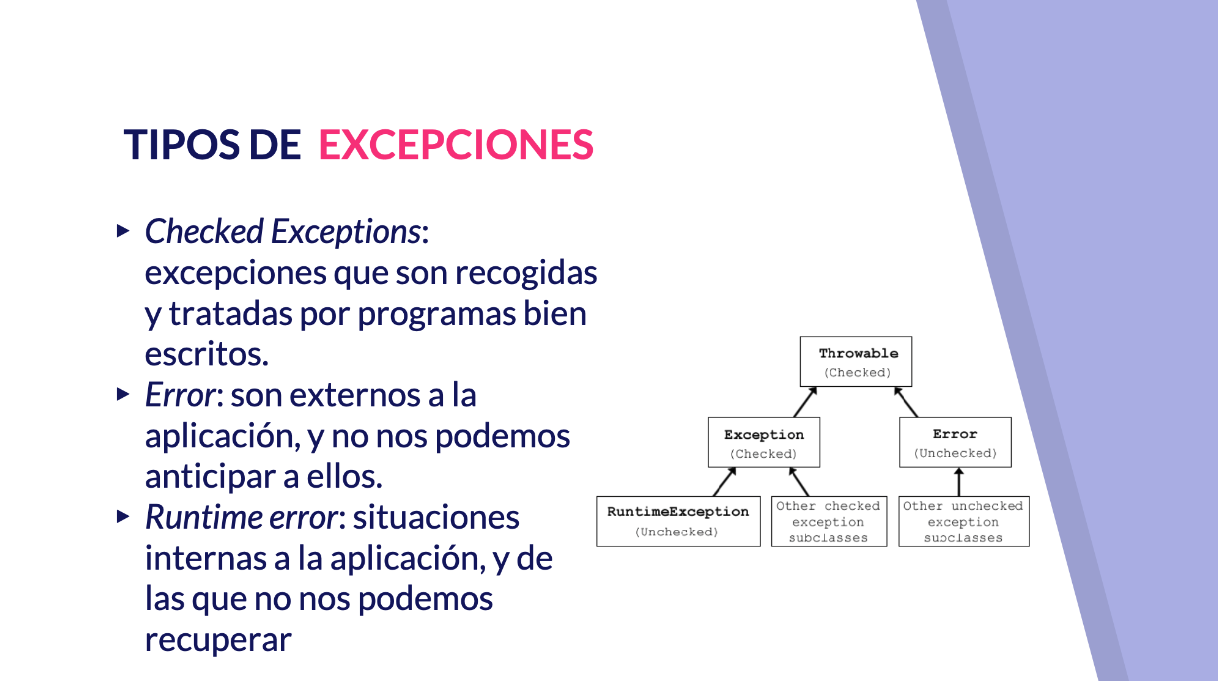 TIPOS DE EXCEPCIONES
▸ Checked Exceptions:
excepciones que son recogidas
y tratadas por programas bien
escritos.
▸ Error: son externos a la
aplicación, y no nos podemos
anticipar a ellos.
▸ Runtime error: situaciones
internas a la aplicación, y de
las que no nos podemos
recuperar
Throwable
(Checked)
Exception
(Checked)
Error
(Unchecked)
RuntimeException
(Unchecked)
Other checked
exception
subclasses
Other unchecked
exception
subclasses